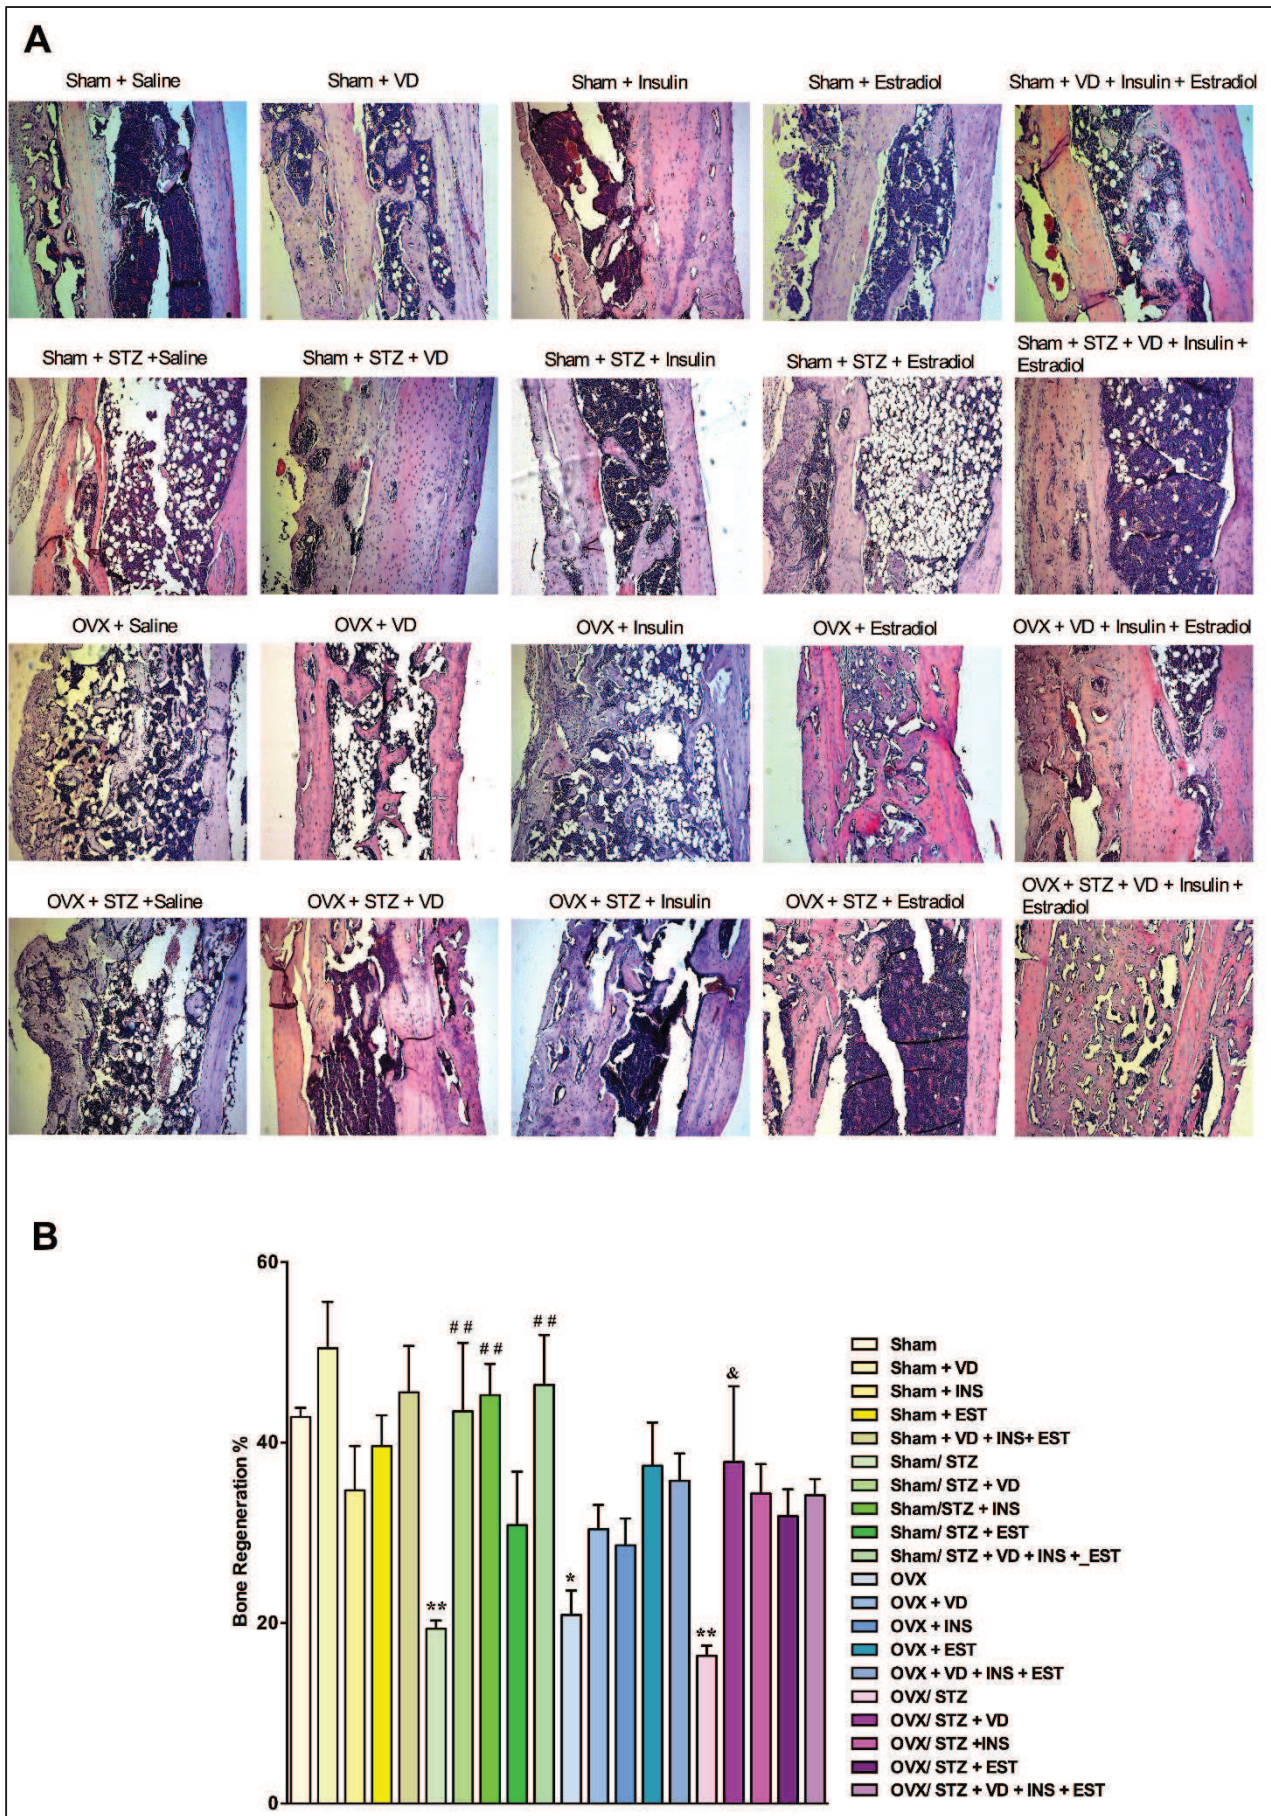 A
Sham + Saline
Sham + VD
Sham + Insulin
Sham + Estradiol
Sham + VD + Insulin + Estradiol
Sham + STZ +Saline
Sham + STZ + VD
Sham + STZ + Insulin
Sham + STZ + Estradiol
Sham + STZ + VD + Insulin +
Estradiol
OVX + Saline
OVX + VD
OVX + Insulin
OVX + Estradiol
OVX + VD + Insulin + Estradiol
OVX + STZ +Saline
OVX + STZ + VD
OVX + STZ + Insulin
OVX + STZ + Estradiol
OVX + STZ + VD + Insulin +
Estradiol
B
Bone Regeneration %
60
40
20
0
**
# #
# #
# #
*
**
&
Sham
Sham + VD
Sham + INS
Sham + EST
Sham + VD + INS+ EST
Sham/ STZ
Sham/ STZ + VD
Sham/STZ + INS
Sham/ STZ + EST
Sham/ STZ + VD + INS +_EST
OVX
OVX + VD
OVX + INS
OVX + EST
OVX + VD + INS + EST
OVX/ STZ
OVX/ STZ + VD
OVX/ STZ +INS
OVX/ STZ + EST
OVX/ STZ + VD + INS + EST